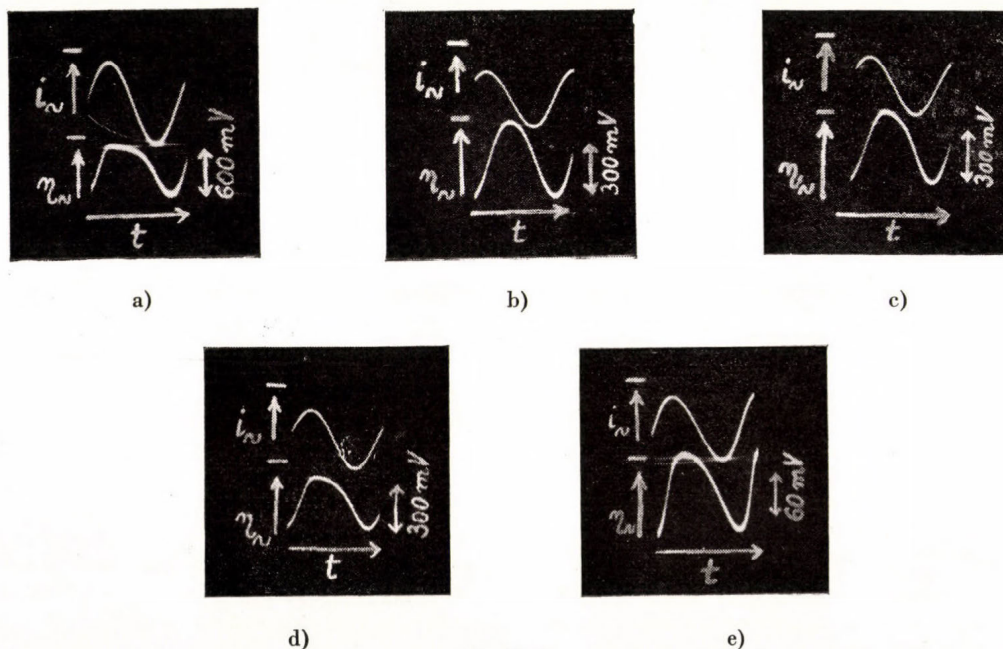 i~
η~
600 mV
t
a)
i~
η~
300 mV
t
b)
i~
η~
300 mV
t
c)
i~
η~
300 mV
t
d)
i~
η~
60 mV
t
e)